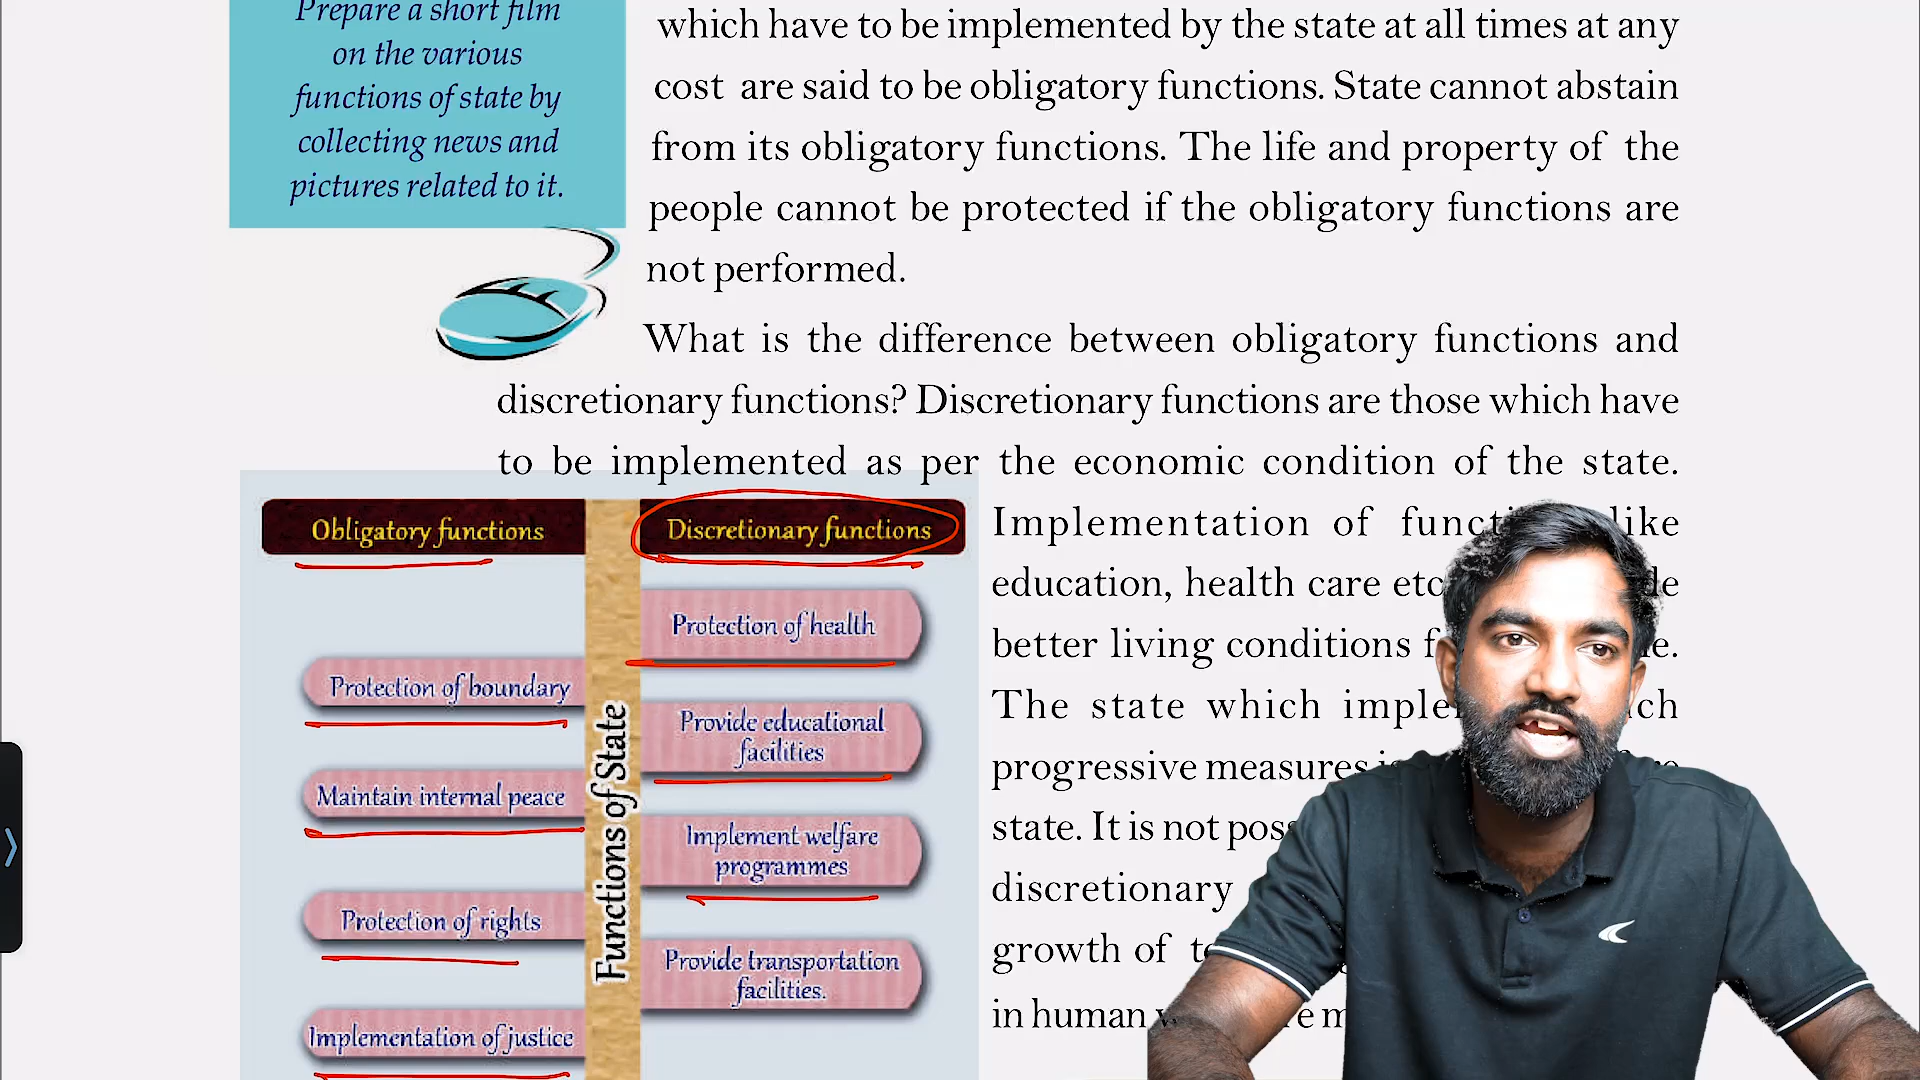 Prepare a short film
on the various
functions of state by
collecting news and
pictures related to it.
which have to be implemented by the state at all times at any
cost are said to be obligatory functions. State cannot abstain
from its obligatory functions. The life and property of the
people cannot be protected if the obligatory functions are
not performed.
What is the difference between obligatory functions and
discretionary functions? Discretionary functions are those which have
to be implemented as per the economic condition of the state.
Implementation of like
education, health care
better living conditions
The state which
progressive measures
state. It is not
discretionary
growth of
in human
Functions of State
Obligatory functions
Protection of boundary
Maintain internal peace
Protection of rights
Implementation of justice
Discretionary functions
Protection of health
Provide educational
facilities
Implement welfare
programmes
Provide transportation
facilities.